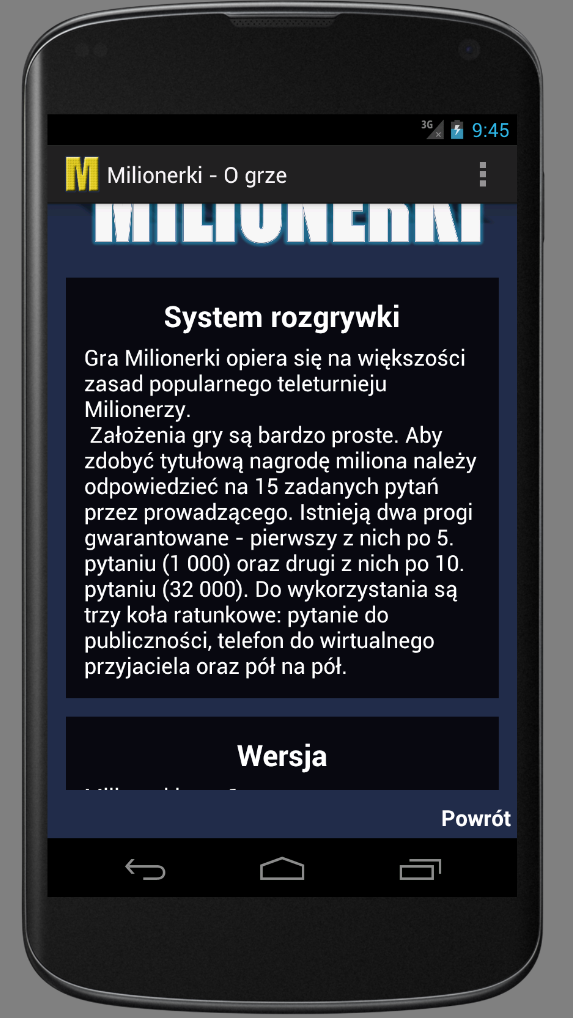 3G 9:45
M Milionerki - O grze
MILIONERKI
System rozgrywki
Gra Milionerki opiera się na większości
zasad popularnego teleturnieju
Milionerzy.
Założenia gry są bardzo proste. Aby
zdobyć tytułową nagrodę miliona należy
odpowiedzieć na 15 zadanych pytań
przez prowadzącego. Istnieją dwa progi
gwarantowane - pierwszy z nich po 5.
pytaniu (1 000) oraz drugi z nich po 10.
pytaniu (32 000). Do wykorzystania są
trzy koła ratunkowe: pytanie do
publiczności, telefon do wirtualnego
przyjaciela oraz pół na pół.
Wersja
Powrót